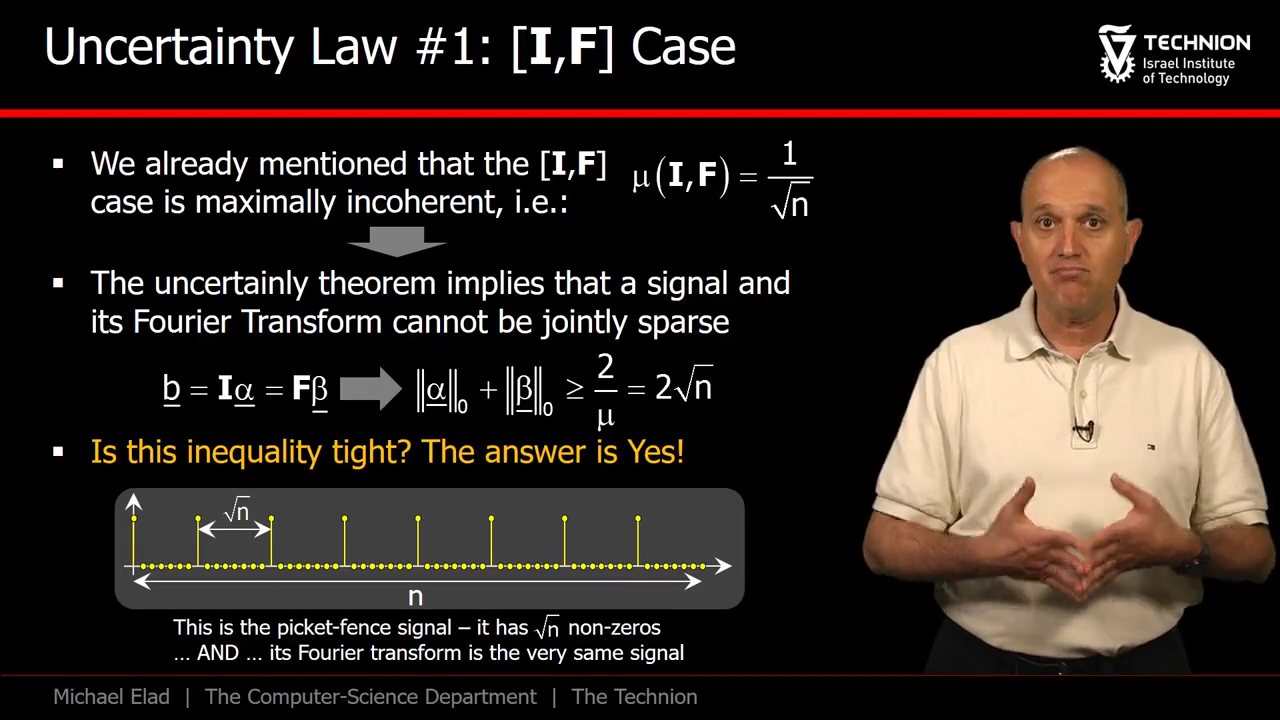 Uncertainty Law #1: [I,F] Case
TECHNION
Israel Institute
of Technology
▪ We already mentioned that the [I,F]
case is maximally incoherent, i.e.:
μ(I,F) = 1/√n
▪ The uncertainly theorem implies that a signal and
its Fourier Transform cannot be jointly sparse
b = Iα = Fβ ‖α‖₀ + ‖β‖₀ ≥ 2/μ = 2√n
▪ Is this inequality tight? The answer is Yes!
√n
n
This is the picket-fence signal – it has √n non-zeros
... AND ... its Fourier transform is the very same signal
Michael Elad | The Computer-Science Department | The Technion